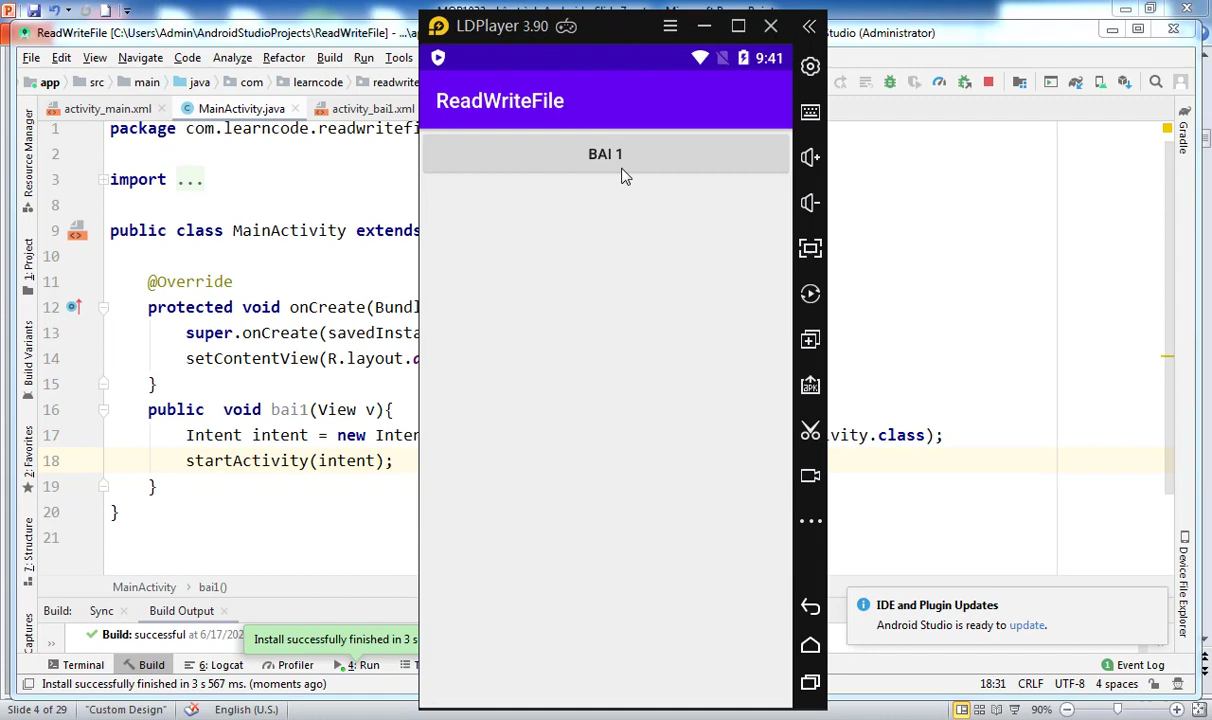 LDPlayer 3.90
ReadWriteFile [C:\Users\Admin\AndroidStudioProjects\ReadWriteFile] - ...\a
Studio (Administrator)
File Edit View Navigate Code Analyze Refactor Build Run
9:41
app src main java com learncode readwrite
ReadWriteFile
activity_main.xml MainActivity.java activity_bai1.xml
BAI 1
1 package com.learncode.readwritefi
2
3 import ...
8
9 public class MainActivity extends
10
11 @Override
12 protected void onCreate(Bund
13 super.onCreate(savedInsta
14 setContentView(R.layout.a
15 }
16 public void bai1(View v){
17 Intent intent = new Inten
vity.class);
18 startActivity(intent);
19 }
20 }
21
Resource Manager
1: Project
Build Variants
2: Favorites
7: Structure
Captures
Gradle
Device File Explorer
APK
MainActivity > bai1()
Build: Sync Build Output
Build: successful at 6/17/202
Install successfully finished in 3 s
IDE and Plugin Updates
Android Studio is ready to update.
Terminal Build 6: Logcat Profiler 4: Run
Event Log
Install successfully finished in 3 s 567 ms. (moments ago)
18:31 CRLF UTF-8 4 spaces
Slide 4 of 29 "Custom Design" English (U.S.)
90%